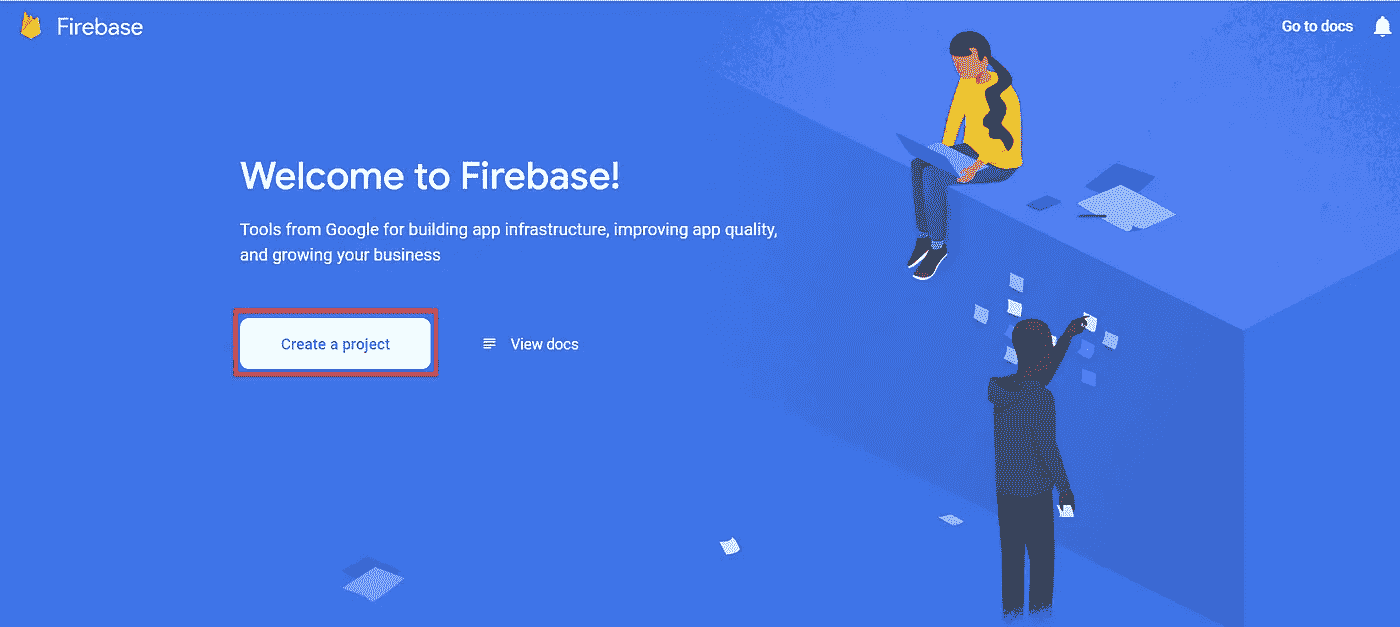 Firebase
Go to docs
Welcome to Firebase!
Tools from Google for building app infrastructure, improving app quality,
and growing your business
Create a project
View docs